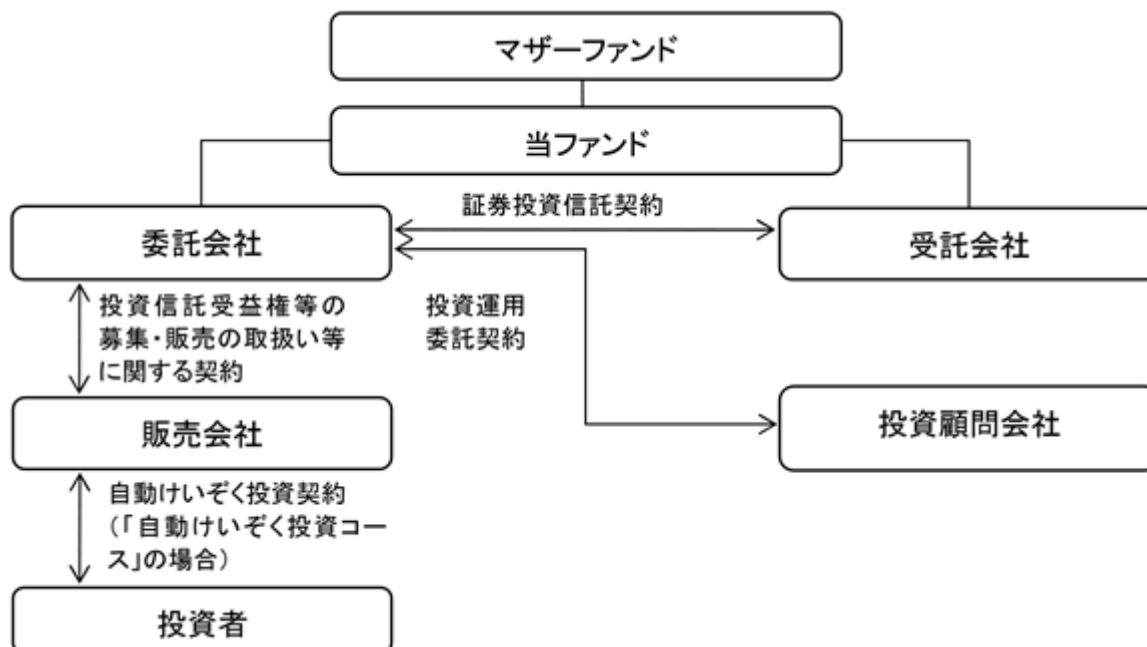 マザーファンド
当ファンド
証券投資信託契約
委託会社
受託会社
投資信託受益権等の
募集・販売の取扱い等
に関する契約
投資運用
委託契約
販売会社
投資顧問会社
自動けいぞく投資契約
(「自動けいぞく投資コー
ス」の場合)
投資者